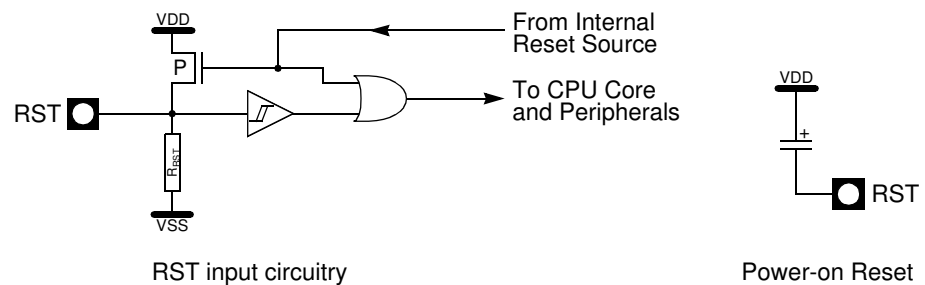 VDD
From Internal
Reset Source
P
To CPU Core
and Peripherals
RST
RRST
VSS
VDD
+
RST
RST input circuitry
Power-on Reset